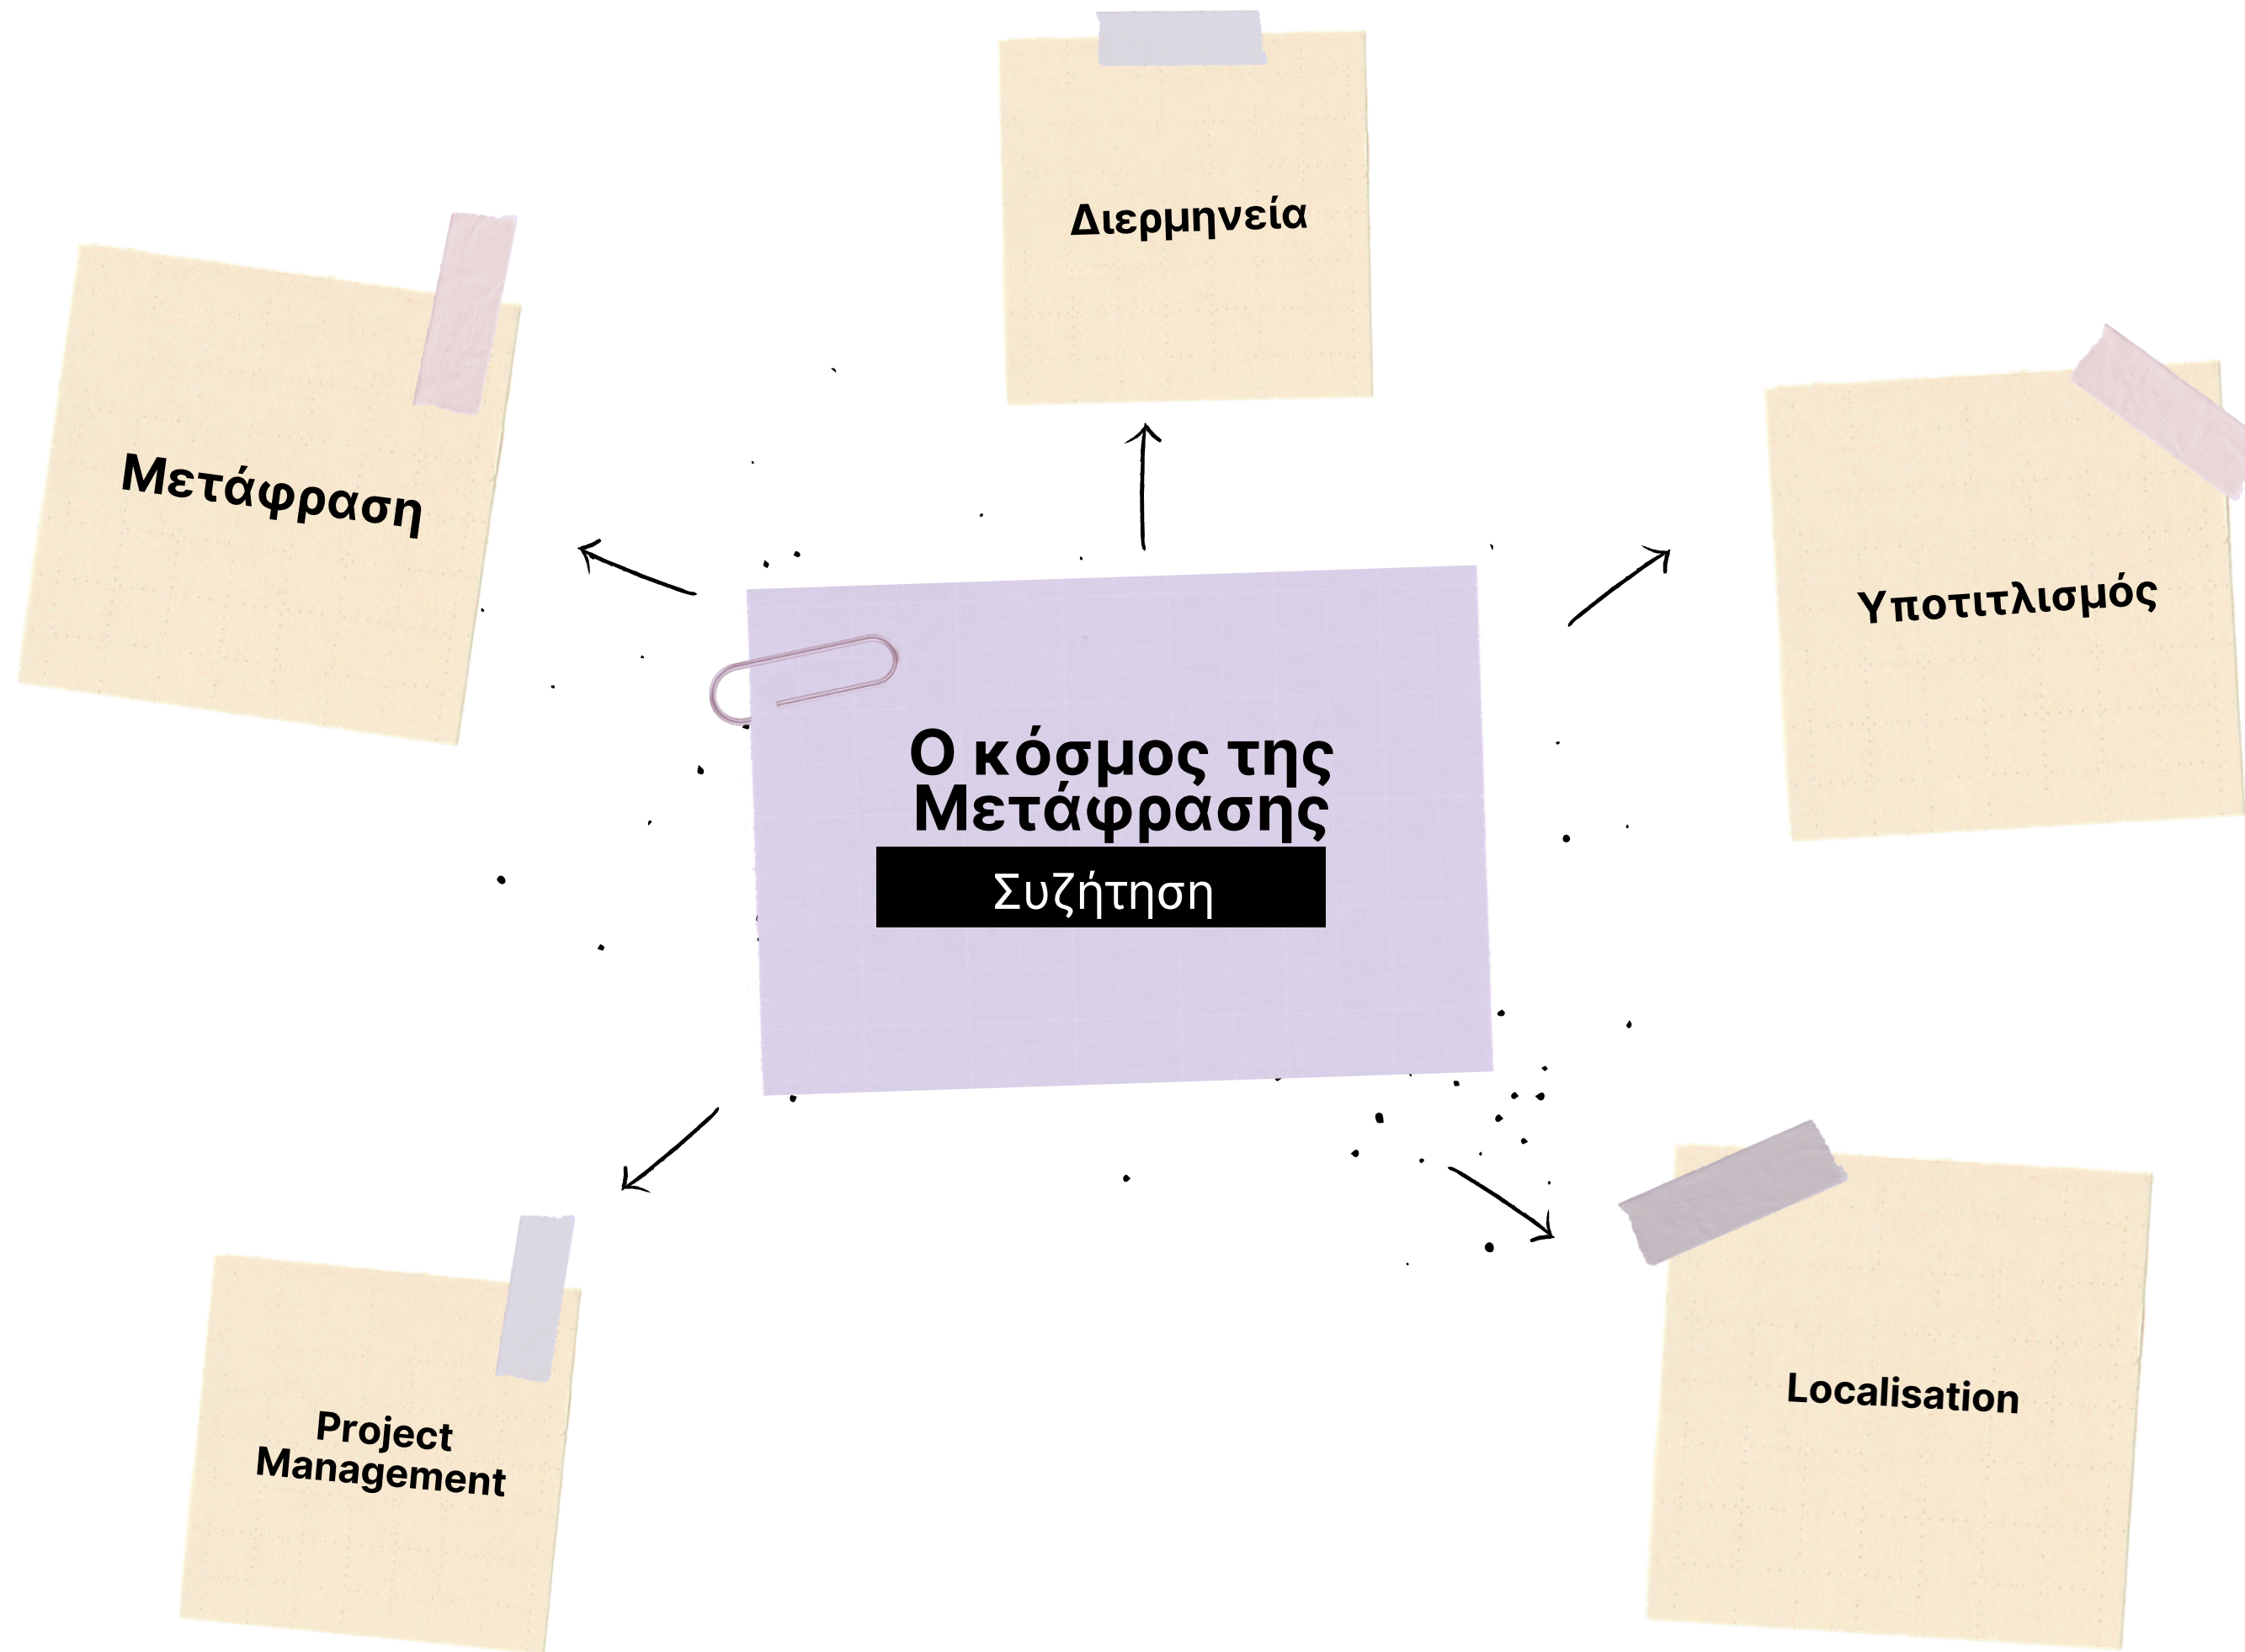 Διερμηνεία
Μετάφραση
Υποτιτλισμός
Ο κόσμος της
Μετάφρασης
Συζήτηση
Localisation
Project
Management